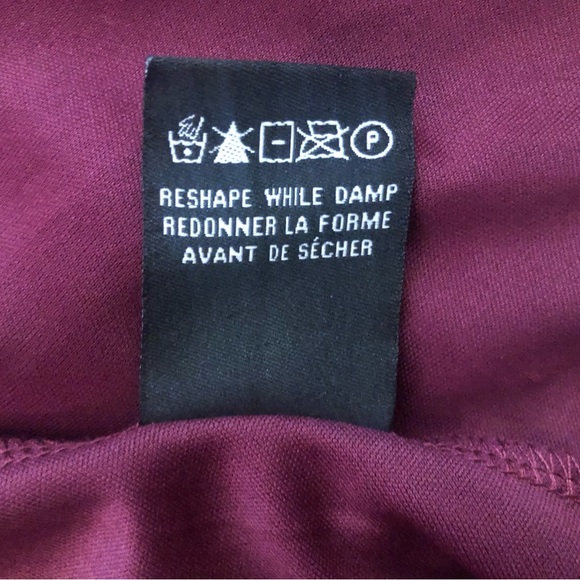 P
RESHAPE WHILE DAMP
REDONNER LA FORME
AVANT DE SÉCHER